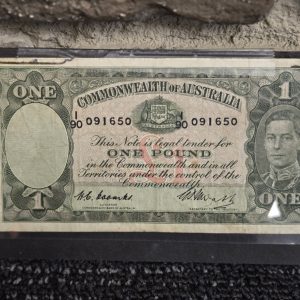 COMMONWEALTH OF AUSTRALIA
ONE 1
I/90 091650 I/90 091650
This Note is legal tender for
ONE POUND
in the Commonwealth and in all
Territories under the control of the
Commonwealth.
1 ONE